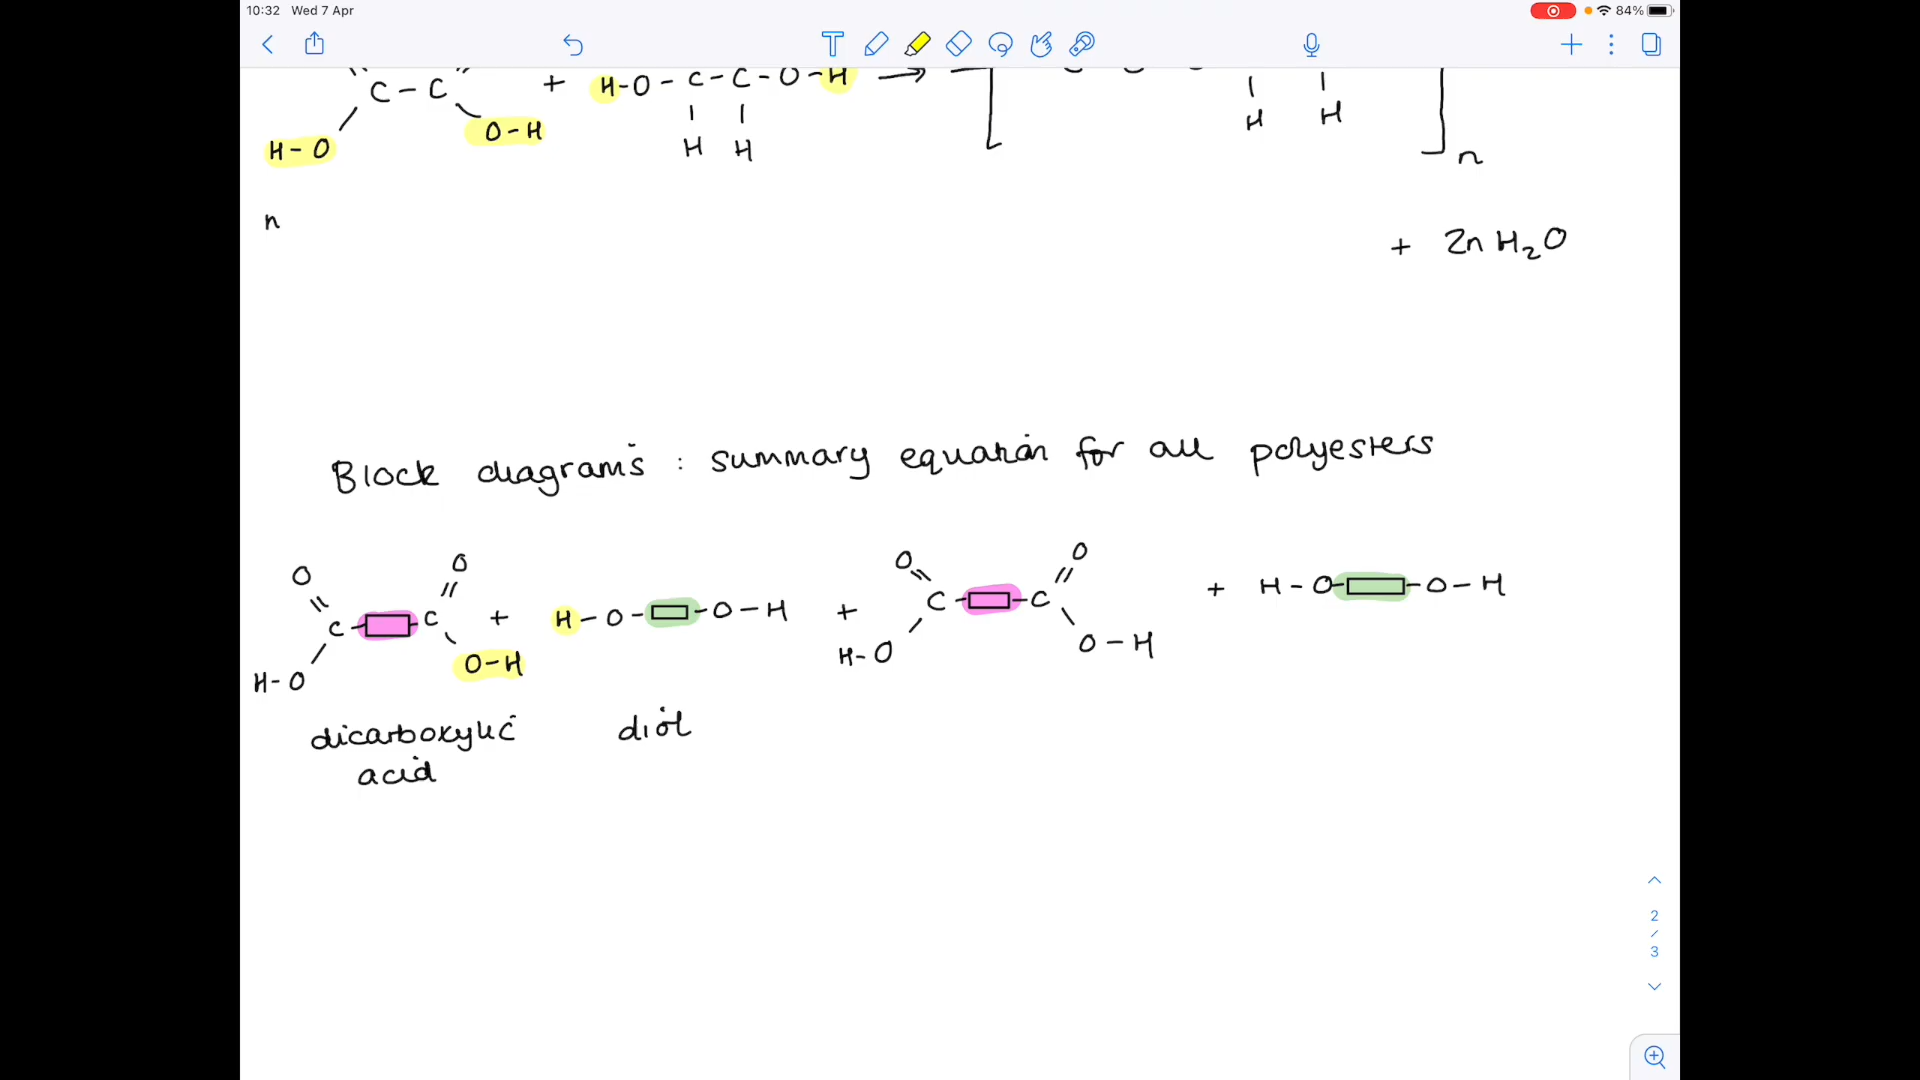 10:32 Wed 7 Apr 84%
T
C - C + H-O - C - C - O - H →
H - O O - H H H H H n
n + 2n H2O
Block diagrams : summary equation for all polyesters
O O O O
C - C + H - O - - O - H + C - - C + H - O - - O - H
H - O O - H H - O O - H
dicarboxylic diol
acid
2
/
3